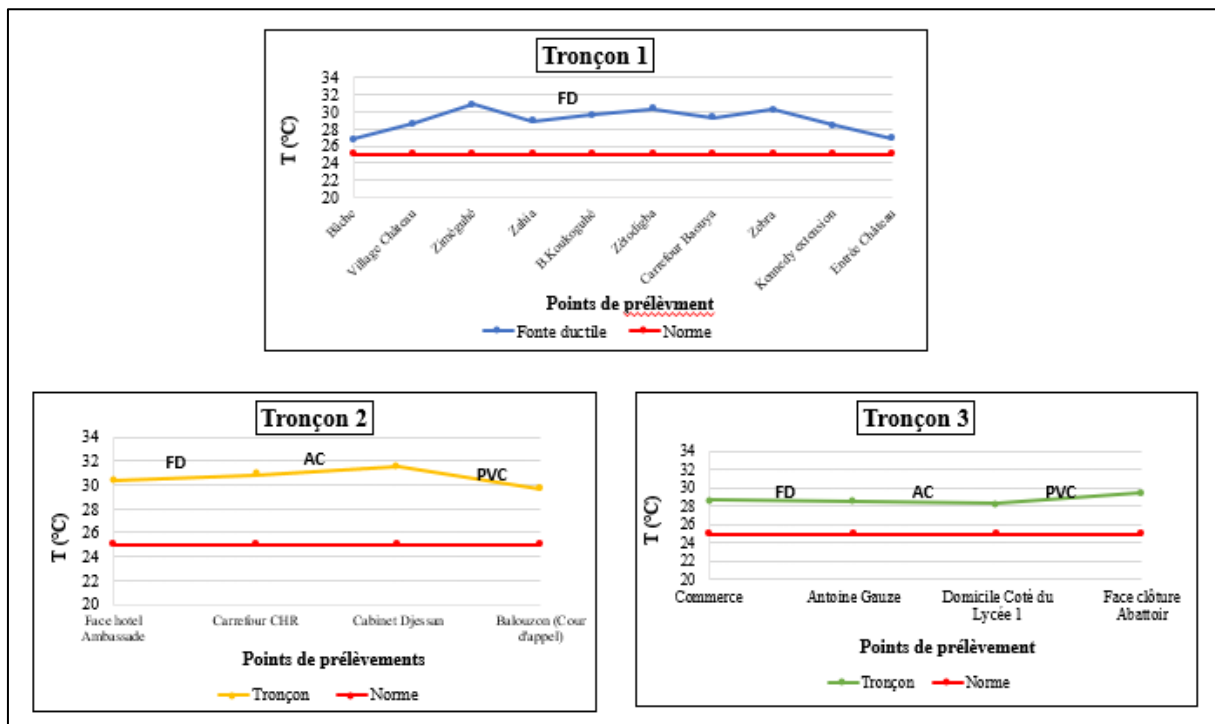 Tronçon 1
34
32
30
28
26
24
22
20
T (°C)
FD
Bâche
Village Château
Ziméguhé
Zahia
B.Koukoguhé
Zétodigba
Carrefour Baouya
Zebra
Kennedy extension
Entrée Château
Points de prélèvment
Fonte ductile
Norme
Tronçon 2
34
32
30
28
26
24
22
20
T (°C)
FD
AC
PVC
Face hotel
Ambassade
Carrefour CHR
Cabinet Djessan
Balouzon (Cour
d'appel)
Points de prélèvements
Tronçon
Norme
Tronçon 3
34
32
30
28
26
24
22
20
T (°C)
FD
AC
PVC
Commerce
Antoine Gauze
Domicile Coté du
Lycée 1
Face clôture
Abattoir
Points de prélèvement
Tronçon
Norme